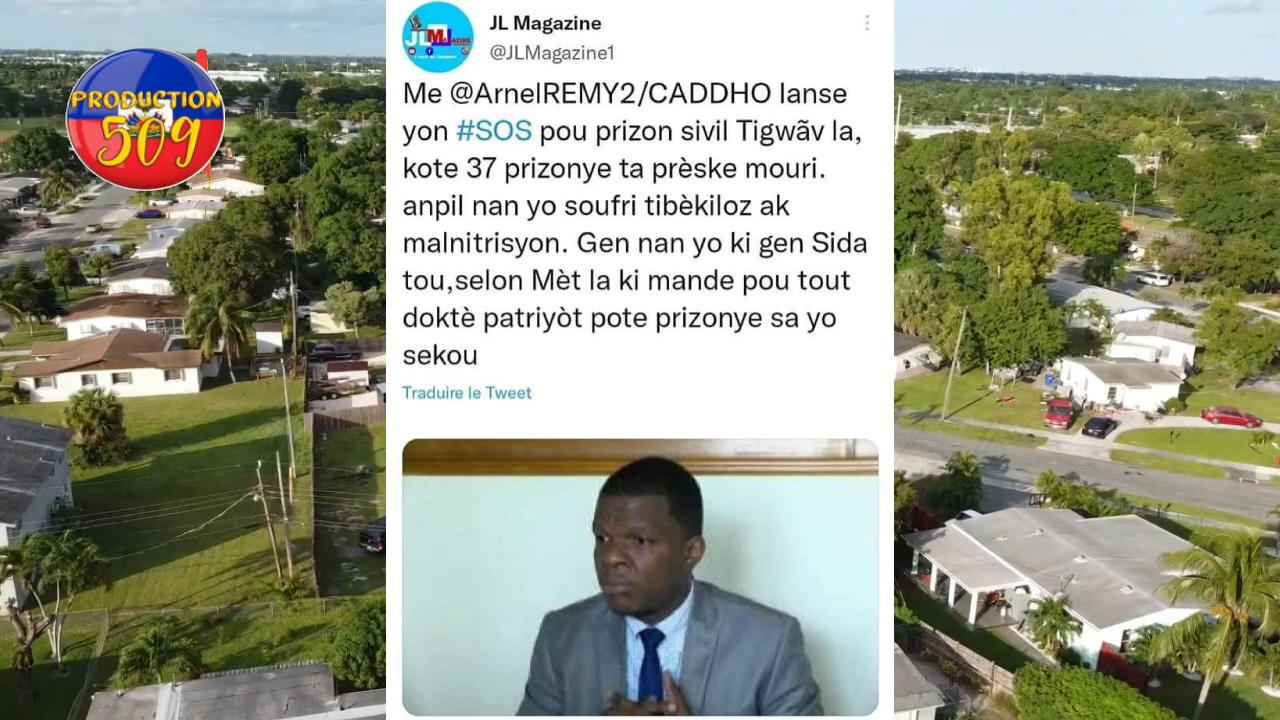 PRODUCTION
509
JL Magazine
@JLMagazine1
Me @ArnelREMY2/CADDHO lanse
yon #SOS pou prizon sivil Tigwãv la,
kote 37 prizonye ta prèske mouri.
anpil nan yo soufri tibèkiloz ak
malnitrisyon. Gen nan yo ki gen Sida
tou,selon Mèt la ki mande pou tout
doktè patriyòt pote prizonye sa yo
sekou
Traduire le Tweet